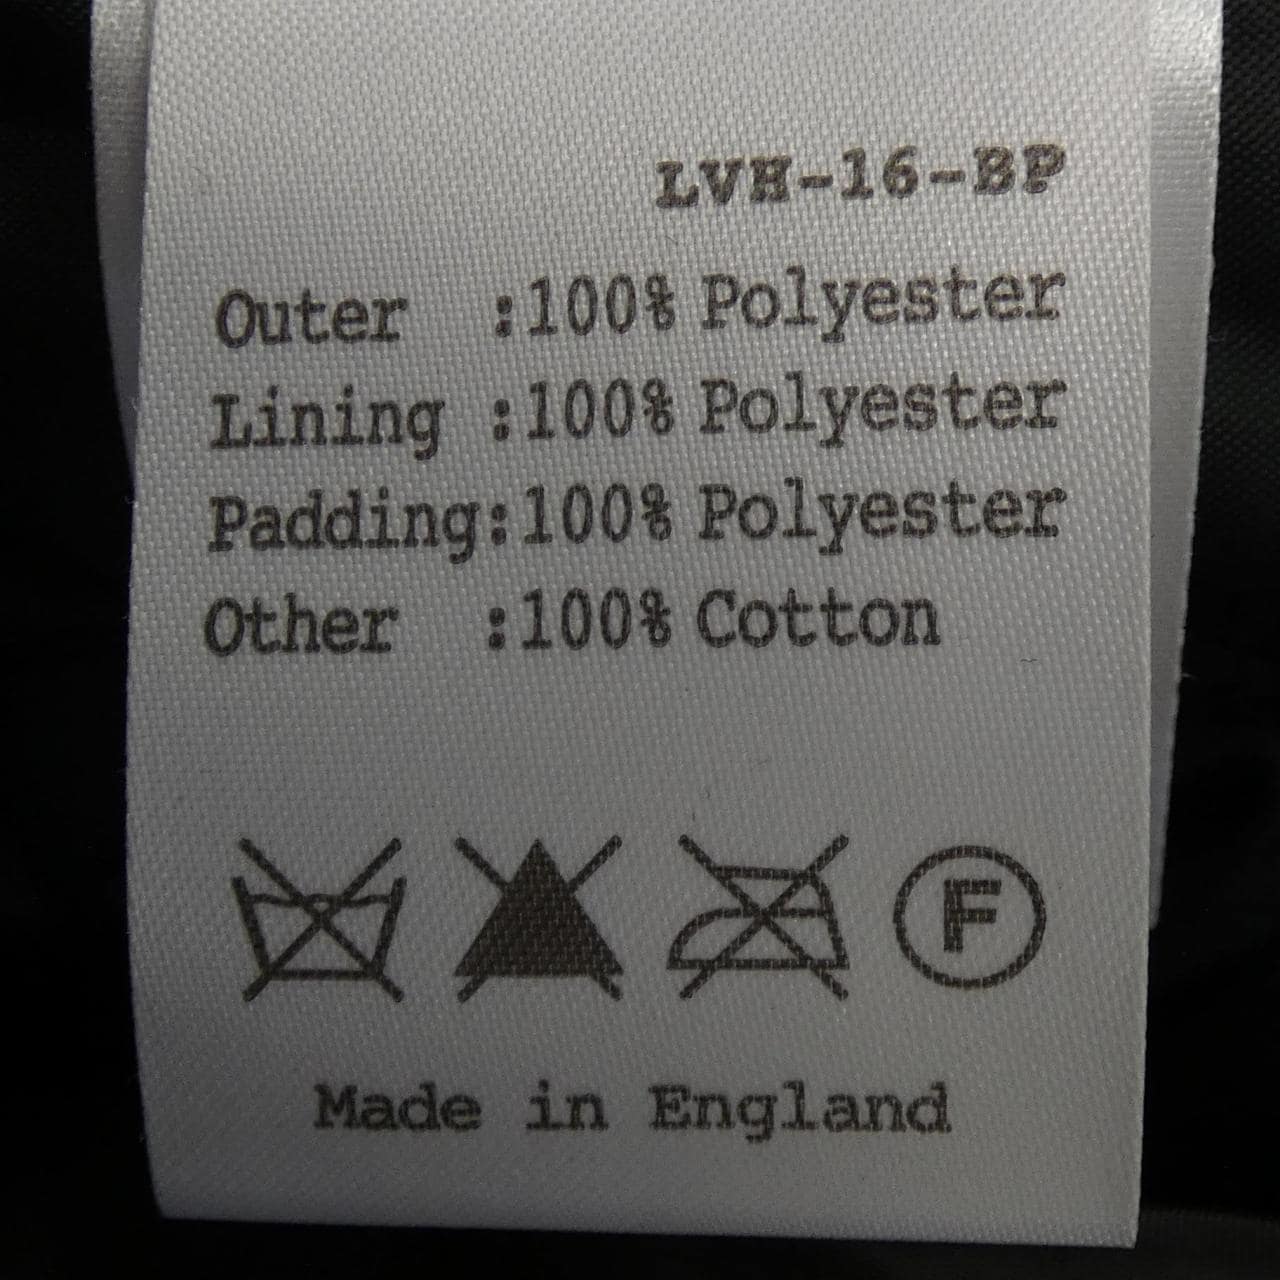 LVH-16-BP
Outer :100% Polyester
Lining :100% Polyester
Padding:100% Polyester
Other :100% Cotton
F
Made in England